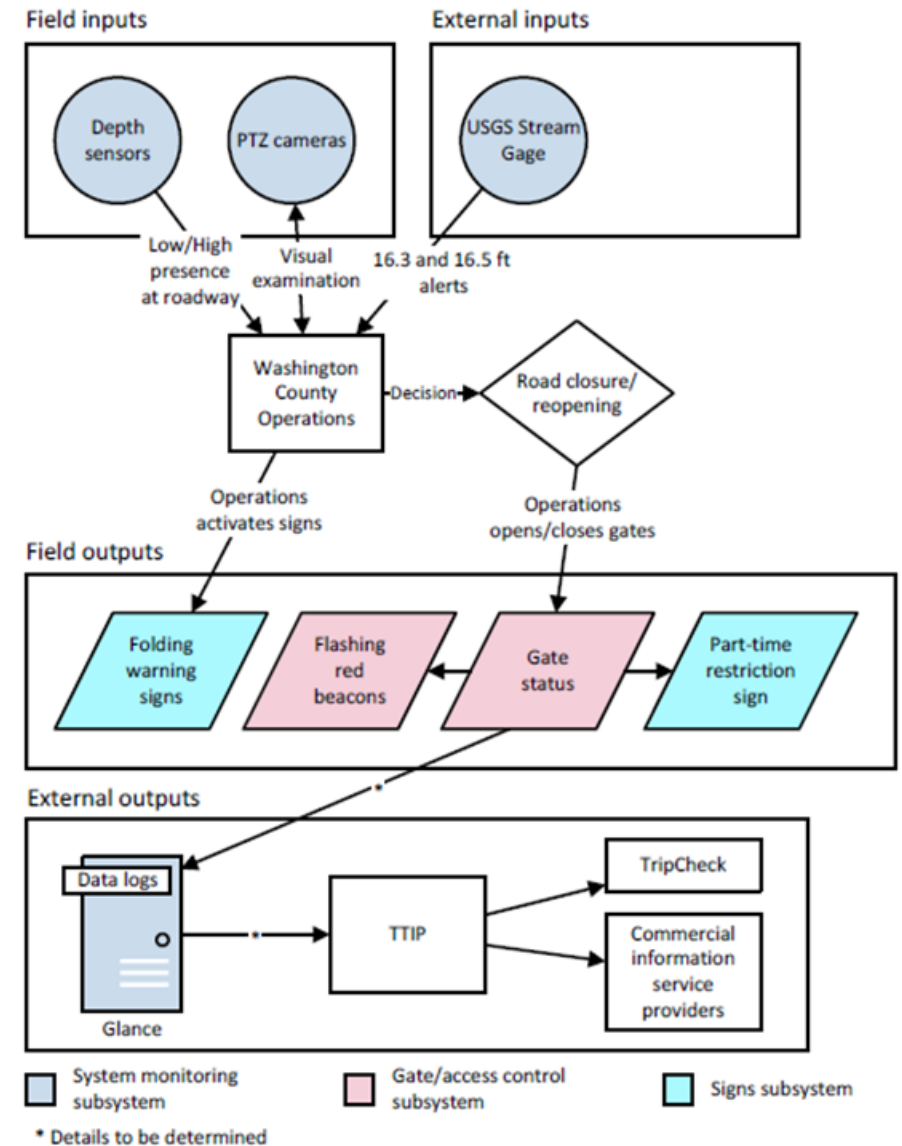 Field inputs
External inputs
Depth
sensors
PTZ cameras
USGS Stream
Gage
Low/High
presence
at roadway
Visual
examination
16.3 and 16.5 ft
alerts
Washington
County
Operations
Decision
Road closure/
reopening
Operations
activates signs
Operations
opens/closes gates
Field outputs
Folding
warning
signs
Flashing
red
beacons
Gate
status
Part-time
restriction
sign
*
External outputs
Data logs
Glance
*
TTIP
TripCheck
Commercial
information
service
providers
System monitoring
subsystem
Gate/access control
subsystem
Signs subsystem
* Details to be determined